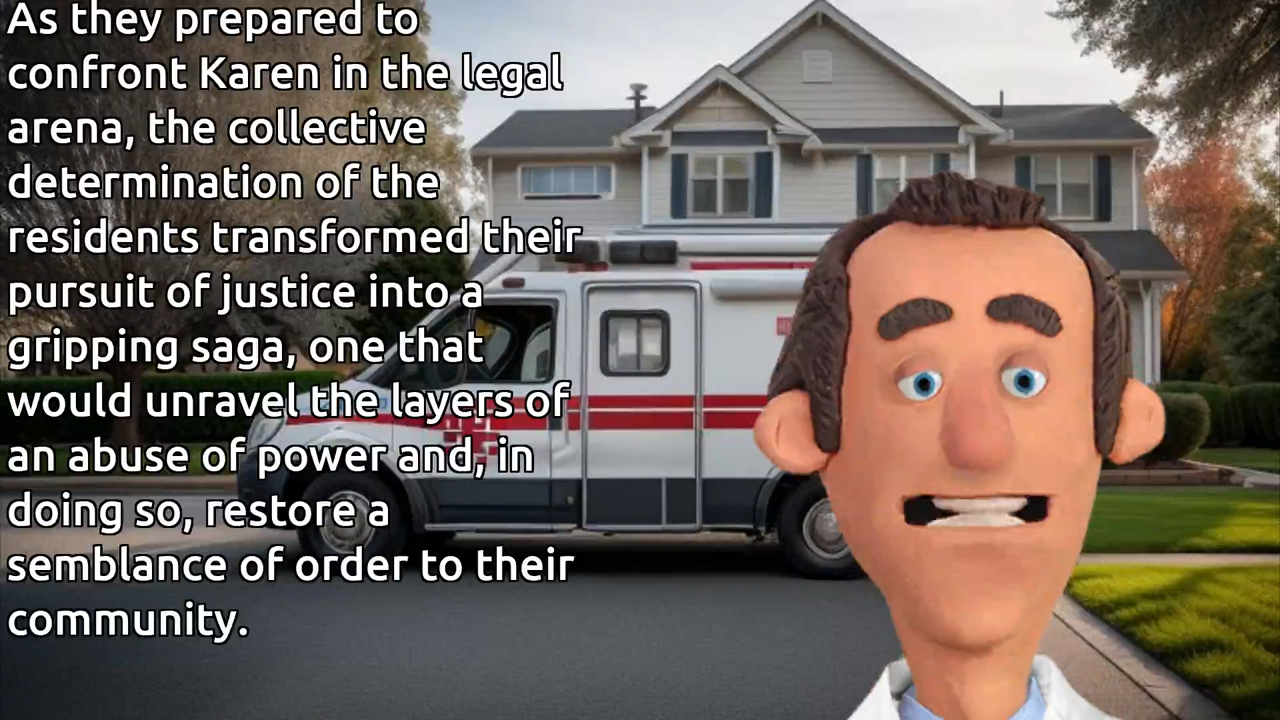 As they prepared to
confront Karen in the legal
arena, the collective
determination of the
residents transformed their
pursuit of justice into a
gripping saga, one that
would unravel the layers of
an abuse of power and, in
doing so, restore a
semblance of order to their
community.